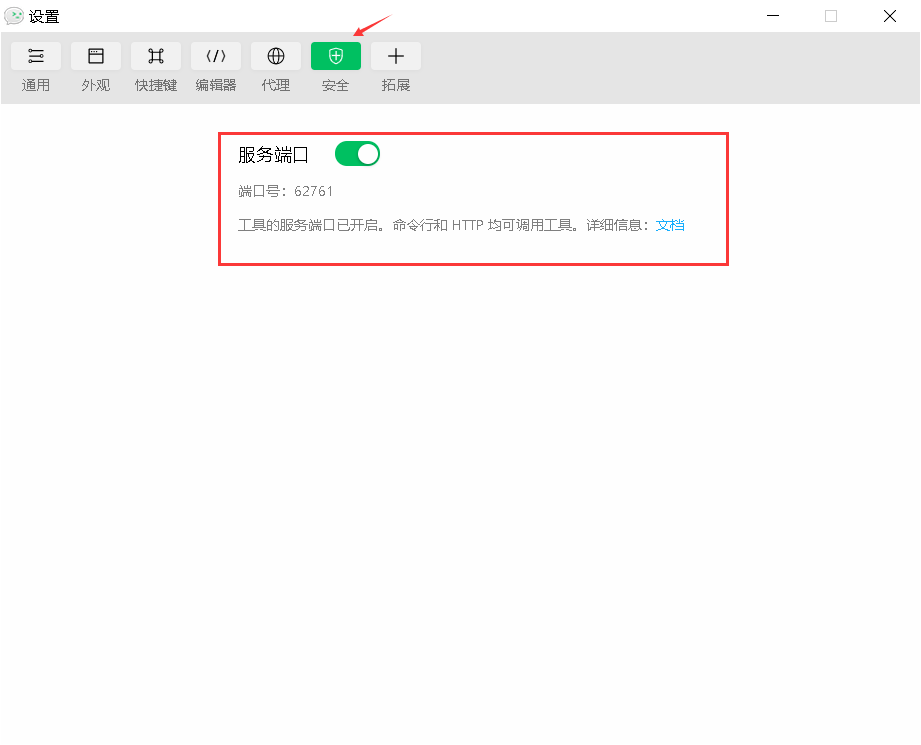 设置
通用 外观 快捷键 编辑器 代理 安全 拓展
服务端口
端口号：62761
工具的服务端口已开启。命令行和 HTTP 均可调用工具。详细信息：文档